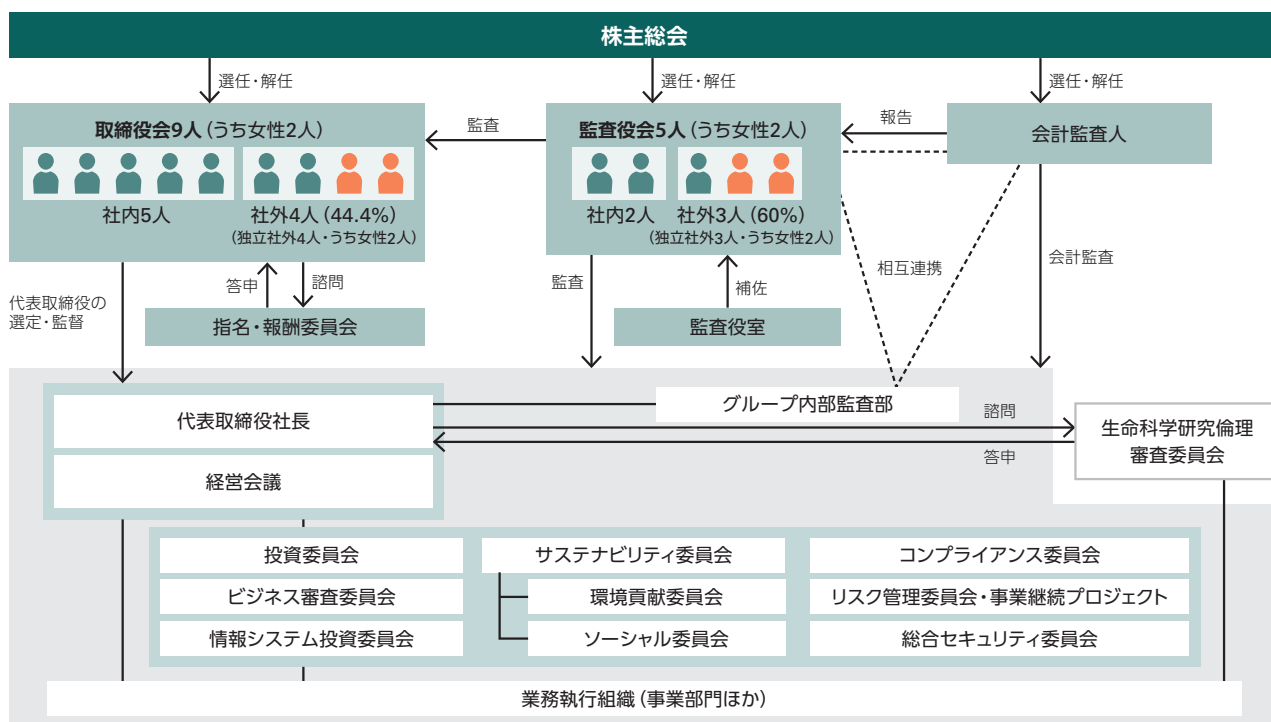 株主総会
選任・解任
選任・解任
選任・解任
取締役会9人（うち女性2人）
社内5人
社外4人（44.4%）
（独立社外4人・うち女性2人）
監査
監査役会5人（うち女性2人）
社内2人
社外3人（60%）
（独立社外3人・うち女性2人）
報告
会計監査人
代表取締役の
選定・監督
答申
諮問
指名・報酬委員会
監査
補佐
監査役室
相互連携
会計監査
代表取締役社長
経営会議
グループ内部監査部
諮問
答申
生命科学研究倫理
審査委員会
投資委員会
ビジネス審査委員会
情報システム投資委員会
サステナビリティ委員会
環境貢献委員会
ソーシャル委員会
コンプライアンス委員会
リスク管理委員会・事業継続プロジェクト
総合セキュリティ委員会
業務執行組織（事業部門ほか）